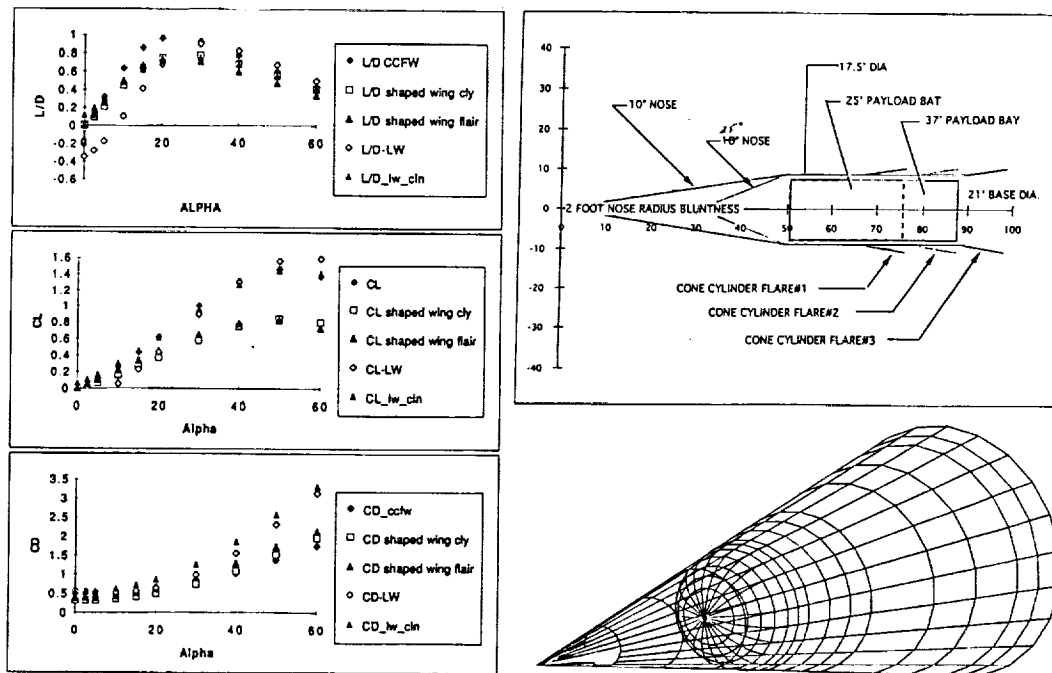 1
0.8
0.6
0.4
0.2
0
-0.2
-0.4
-0.6
L/D
0 20 40 60
ALPHA
L/D CCFW
L/D shaped wing cly
L/D shaped wing flair
L/D-LW
L/D_lw_cln
1.6
1.4
1.2
1
0.8
0.6
0.4
0.2
0
CL
0 20 40 60
Alpha
CL
CL shaped wing cly
CL shaped wing flair
CL-LW
CL_lw_cln
3.5
3
2.5
2
1.5
1
0.5
0
CD
0 20 40 60
Alpha
CD_ccfw
CD shaped wing cly
CD shaped wing flair
CD-LW
CD_lw_cln
40
30
20
10
0
-10
-20
-30
-40
17.5' DIA
25' PAYLOAD BAT
37' PAYLOAD BAY
10° NOSE
25°
10° NOSE
2 FOOT NOSE RADIUS BLUNTNESS
21' BASE DIA.
0 10 20 30 40 50 60 70 80 90 100
CONE CYLINDER FLARE#1
CONE CYLINDER FLARE#2
CONE CYLINDER FLARE#3